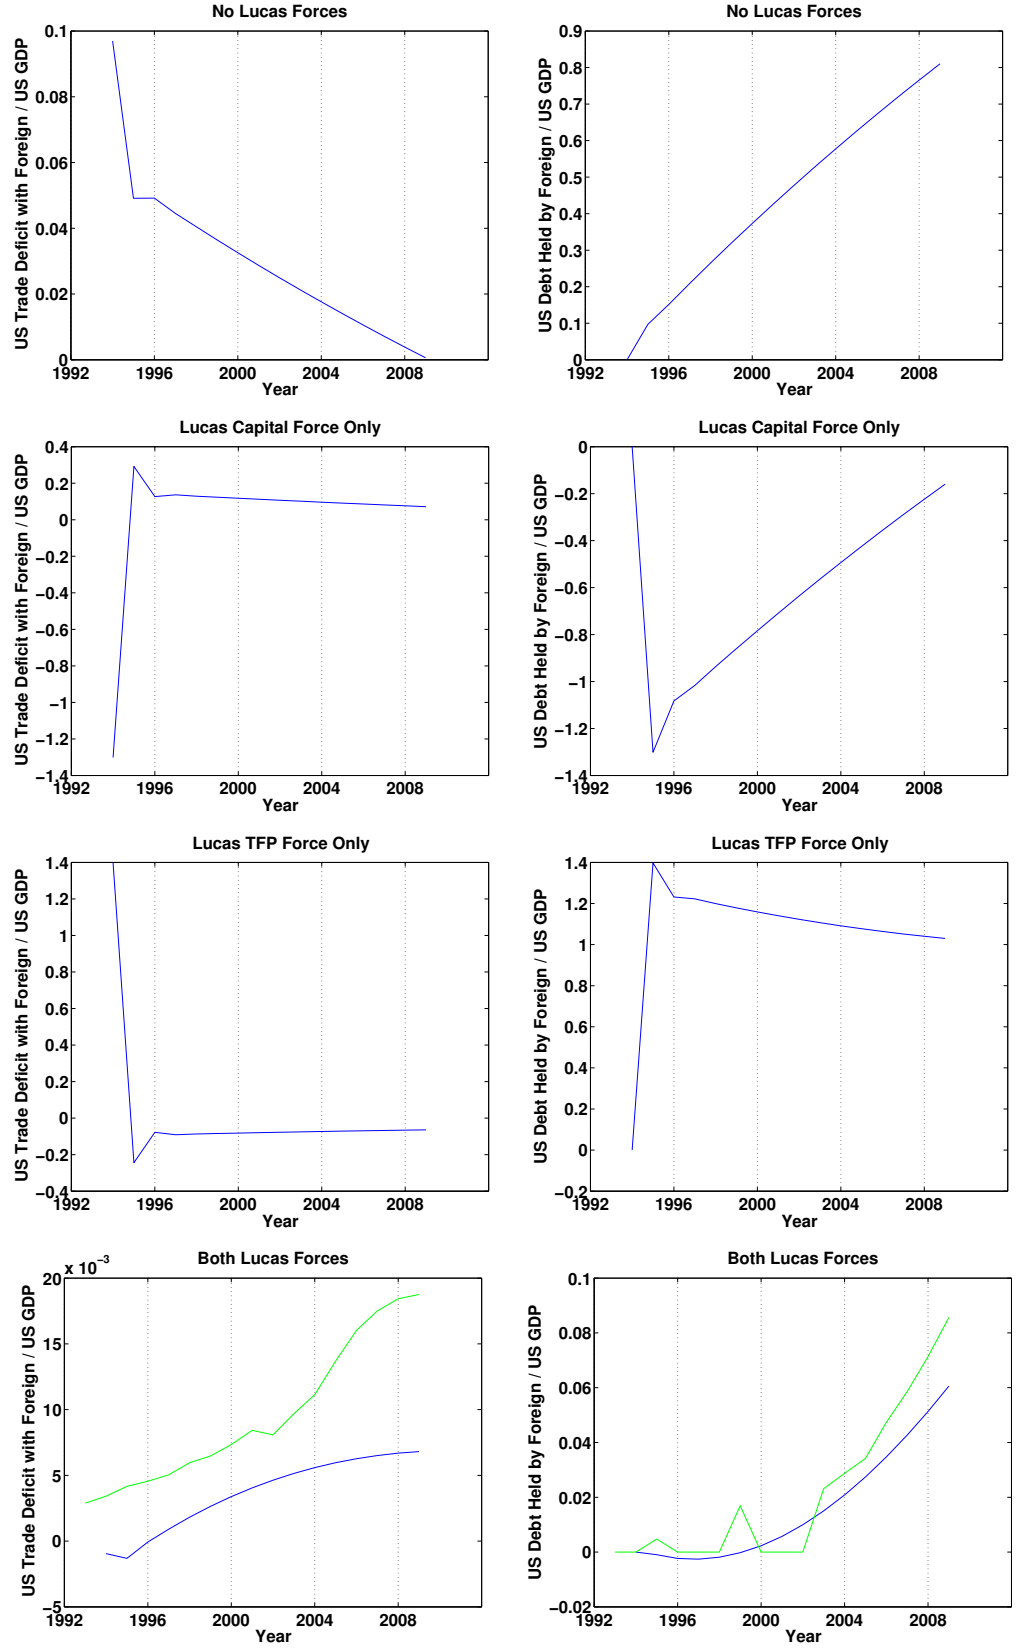 No Lucas Forces
US Trade Deficit with Foreign / US GDP
0.1
0.08
0.06
0.04
0.02
0
1992 1996 2000 2004 2008
Year
No Lucas Forces
US Debt Held by Foreign / US GDP
0.9
0.8
0.7
0.6
0.5
0.4
0.3
0.2
0.1
0
1992 1996 2000 2004 2008
Year
Lucas Capital Force Only
US Trade Deficit with Foreign / US GDP
0.4
0.2
0
−0.2
−0.4
−0.6
−0.8
−1
−1.2
−1.4
1992 1996 2000 2004 2008
Year
Lucas Capital Force Only
US Debt Held by Foreign / US GDP
0
−0.2
−0.4
−0.6
−0.8
−1
−1.2
−1.4
1992 1996 2000 2004 2008
Year
Lucas TFP Force Only
US Trade Deficit with Foreign / US GDP
1.4
1.2
1
0.8
0.6
0.4
0.2
0
−0.2
−0.4
1992 1996 2000 2004 2008
Year
Lucas TFP Force Only
US Debt Held by Foreign / US GDP
1.4
1.2
1
0.8
0.6
0.4
0.2
0
−0.2
1992 1996 2000 2004 2008
Year
Both Lucas Forces
x 10−3
US Trade Deficit with Foreign / US GDP
20
15
10
5
0
−5
1992 1996 2000 2004 2008
Year
Both Lucas Forces
US Debt Held by Foreign / US GDP
0.1
0.08
0.06
0.04
0.02
0
−0.02
1992 1996 2000 2004 2008
Year